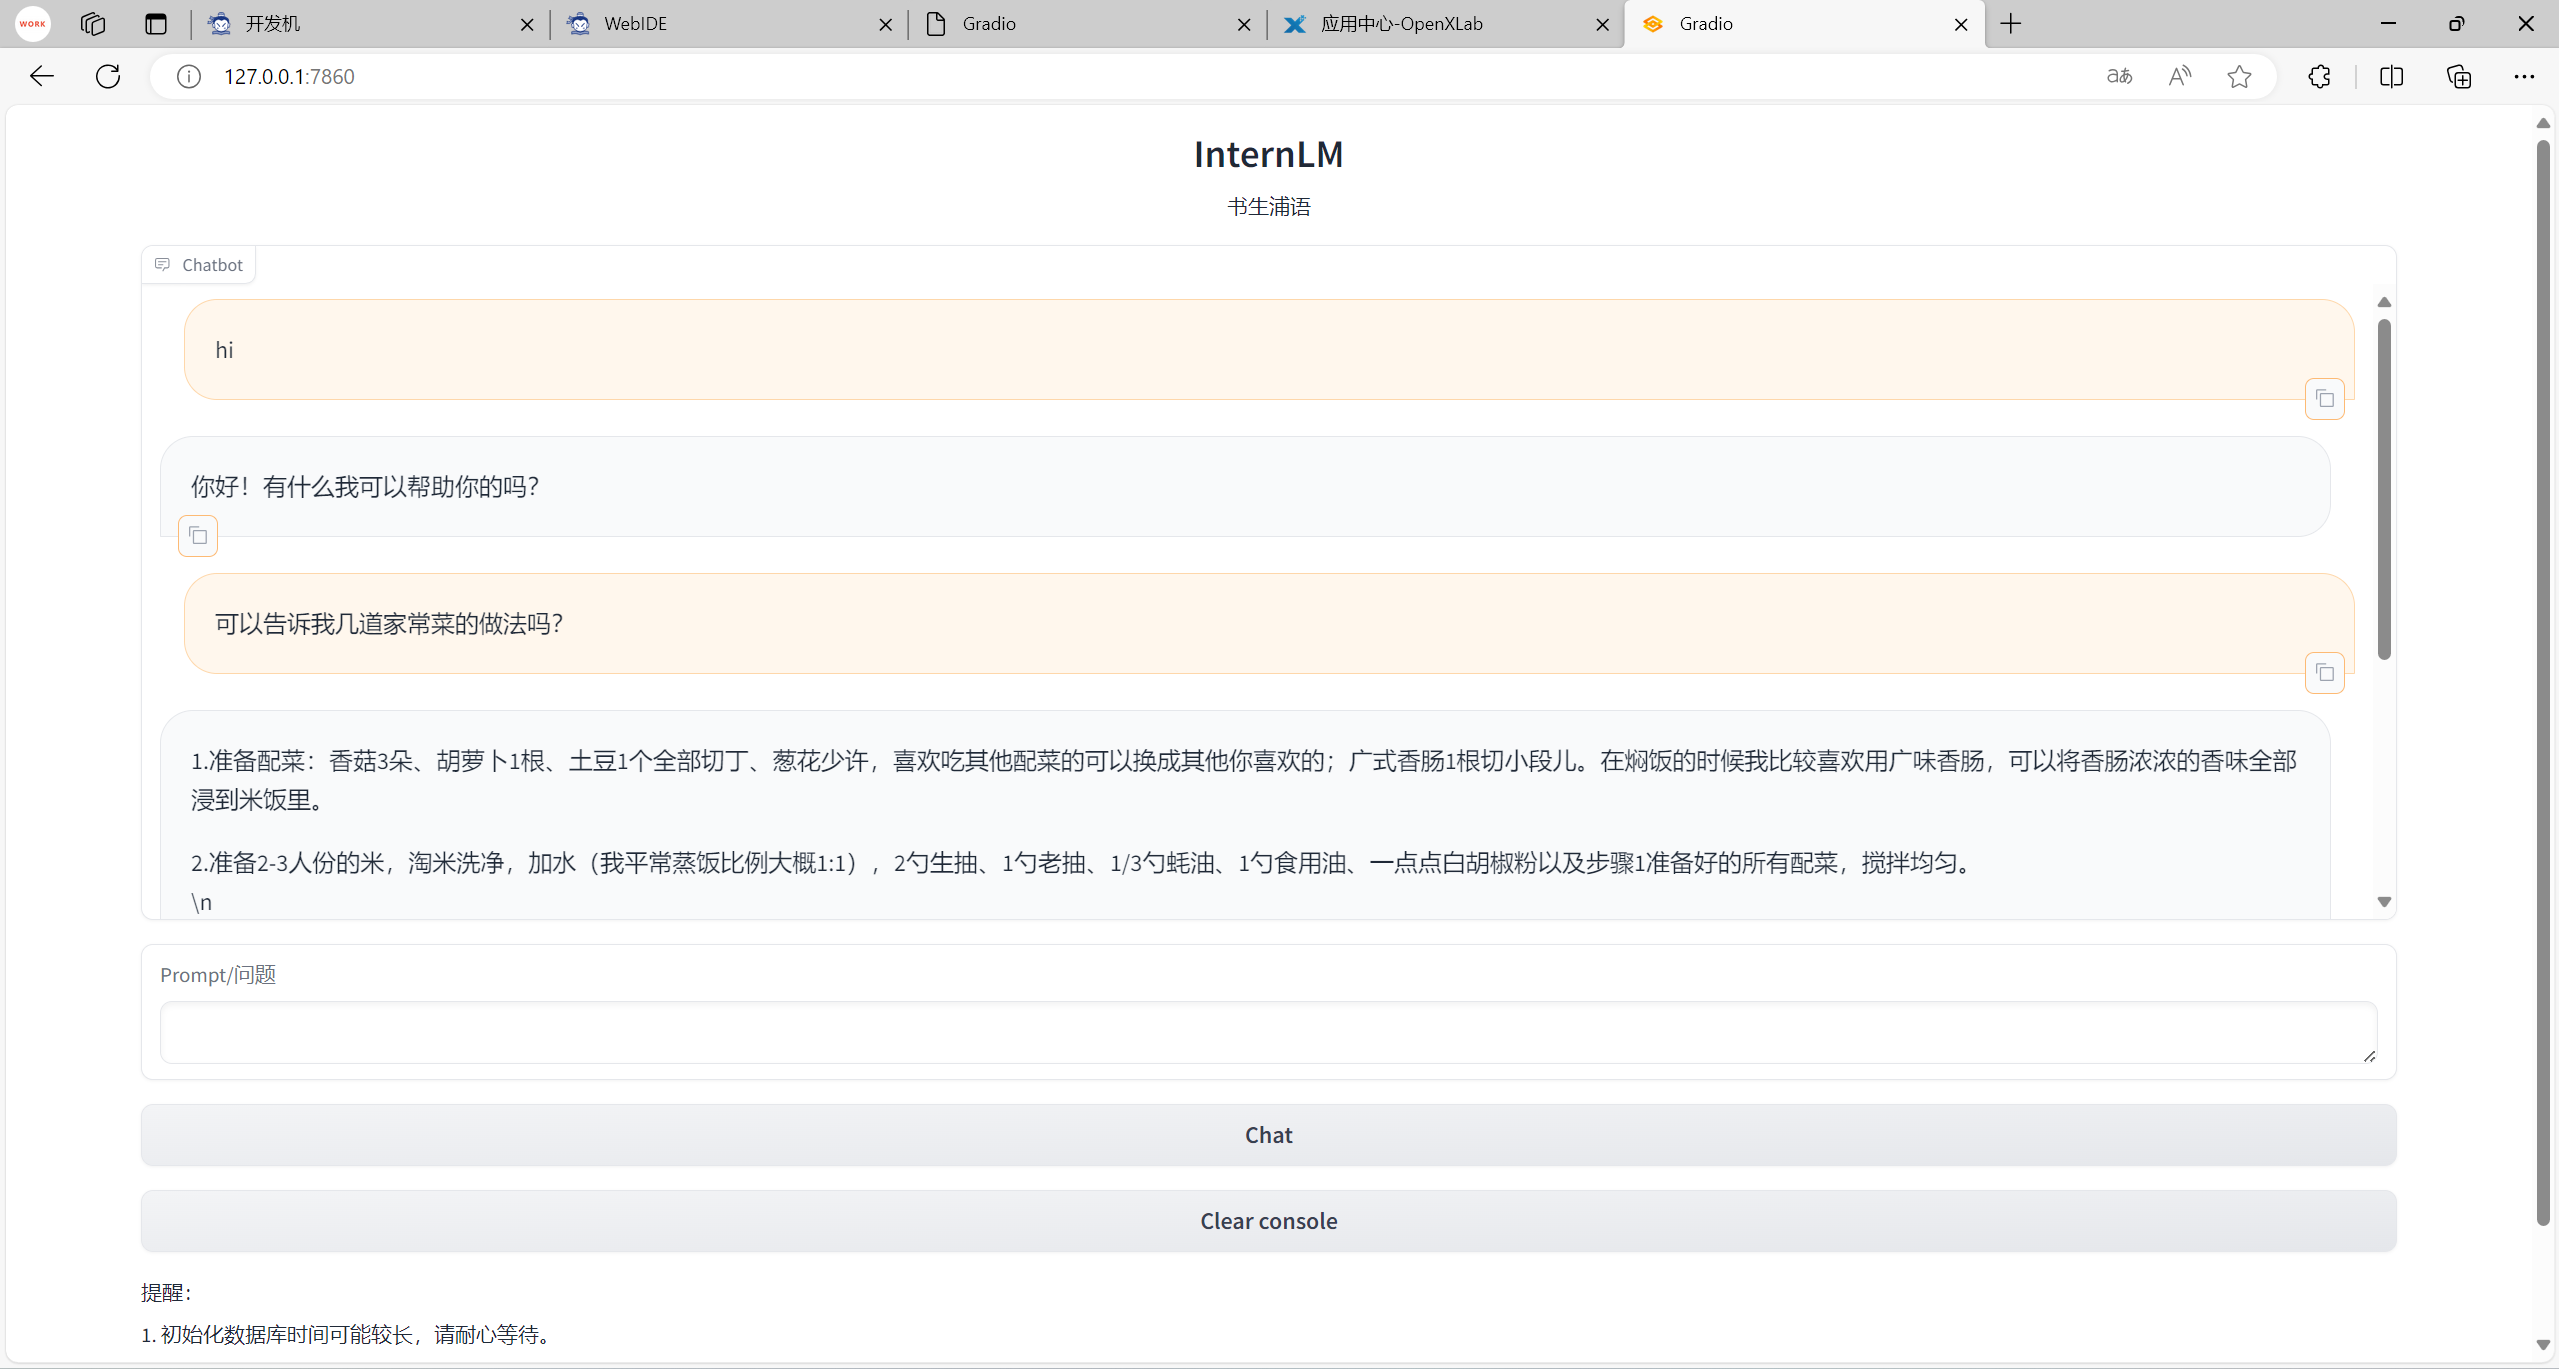 WORK
开发机
WebIDE
Gradio
应用中心-OpenXLab
Gradio
127.0.0.1:7860
InternLM
书生浦语
Chatbot
hi
你好！有什么我可以帮助你的吗？
可以告诉我几道家常菜的做法吗？
1.准备配菜：香菇3朵、胡萝卜1根、土豆1个全部切丁、葱花少许，喜欢吃其他配菜的可以换成其他你喜欢的；广式香肠1根切小段儿。在焖饭的时候我比较喜欢用广味香肠，可以将香肠浓浓的香味全部
浸到米饭里。
2.准备2-3人份的米，淘米洗净，加水（我平常蒸饭比例大概1:1），2勺生抽、1勺老抽、1/3勺蚝油、1勺食用油、一点点白胡椒粉以及步骤1准备好的所有配菜，搅拌均匀。
\n
Prompt/问题
Chat
Clear console
提醒：
1. 初始化数据库时间可能较长，请耐心等待。